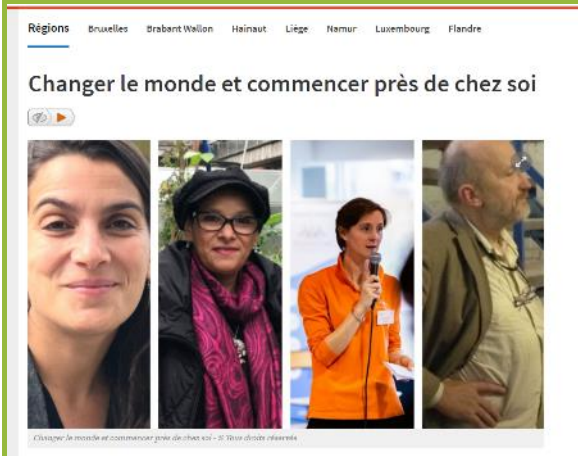 Régions Bruxelles Brabant Wallon Hainaut Liège Namur Luxembourg Flandre
Changer le monde et commencer près de chez soi
Changer le monde et commencer près de chez soi - © Tous droits réservés